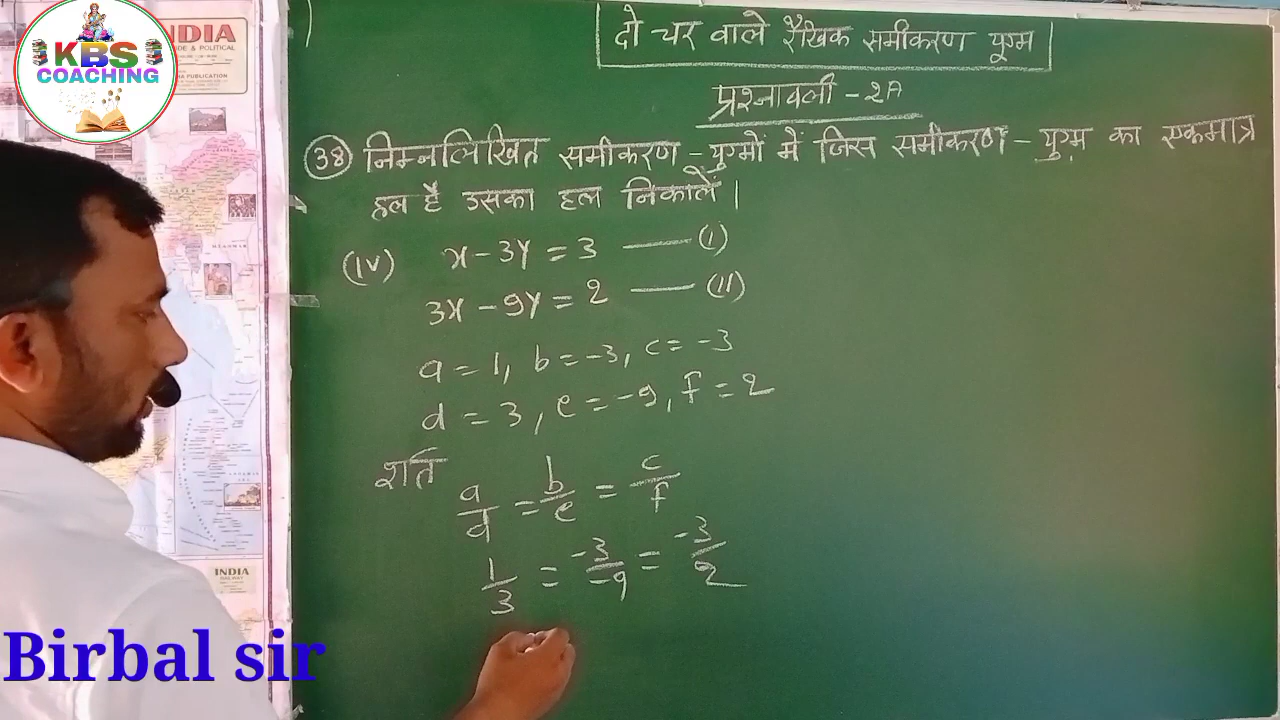 KBS
COACHING
INDIA
दो चर वाले रैखिक समीकरण युग्म
प्रश्नावली - 2A
(38) निम्नलिखित समीकरण - युग्मों में जिस समीकरण - युग्म का एकमात्र
हल है उसका हल निकालें।
(IV) x - 3y = 3 —— (I)
3x - 9y = 2 —— (II)
a = 1, b = -3, c = -3
d = 3, e = -9, f = 2
शर्ति
a/d = b/e = c/f
1/3 = -3/-9 = -3/2
INDIA
Birbal sir